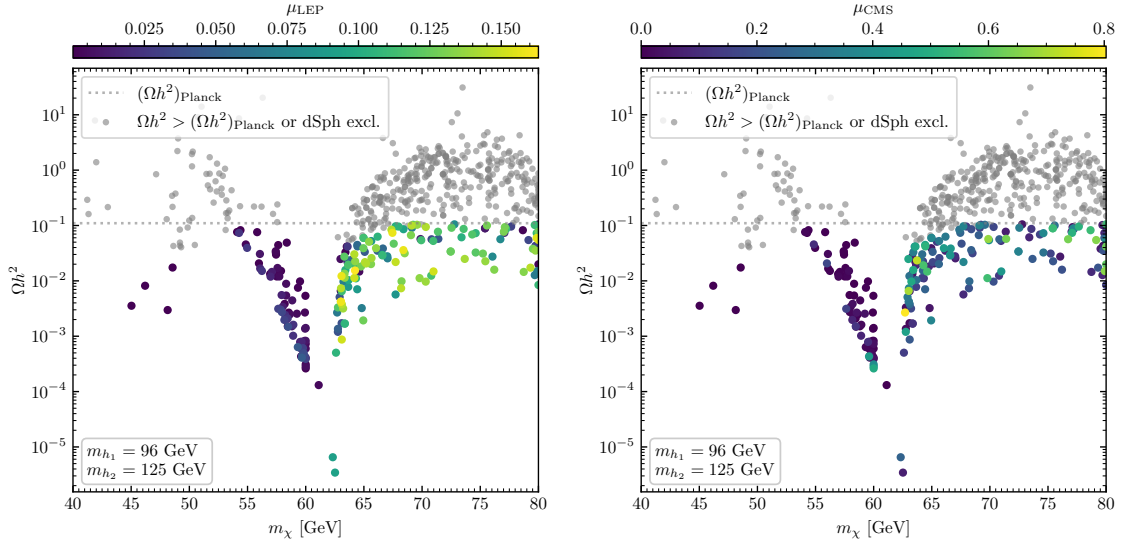 μLEP
0.025 0.050 0.075 0.100 0.125 0.150
(Ωh²)Planck
Ωh² > (Ωh²)Planck or dSph excl.
10¹
10⁰
10⁻¹
10⁻²
10⁻³
10⁻⁴
10⁻⁵
Ωh²
mh₁ = 96 GeV
mh₂ = 125 GeV
40 45 50 55 60 65 70 75 80
mχ [GeV]
μCMS
0.0 0.2 0.4 0.6 0.8
(Ωh²)Planck
Ωh² > (Ωh²)Planck or dSph excl.
10¹
10⁰
10⁻¹
10⁻²
10⁻³
10⁻⁴
10⁻⁵
Ωh²
mh₁ = 96 GeV
mh₂ = 125 GeV
40 45 50 55 60 65 70 75 80
mχ [GeV]